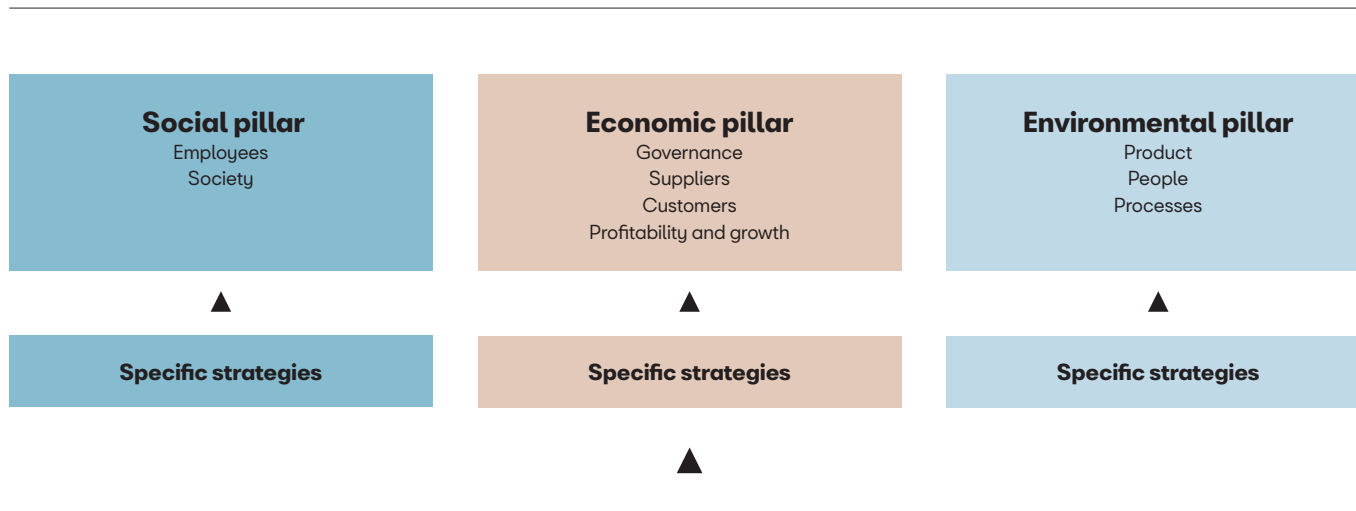 Social pillar
Employees
Society
Economic pillar
Governance
Suppliers
Customers
Profitability and growth
Environmental pillar
Product
People
Processes
Specific strategies
Specific strategies
Specific strategies